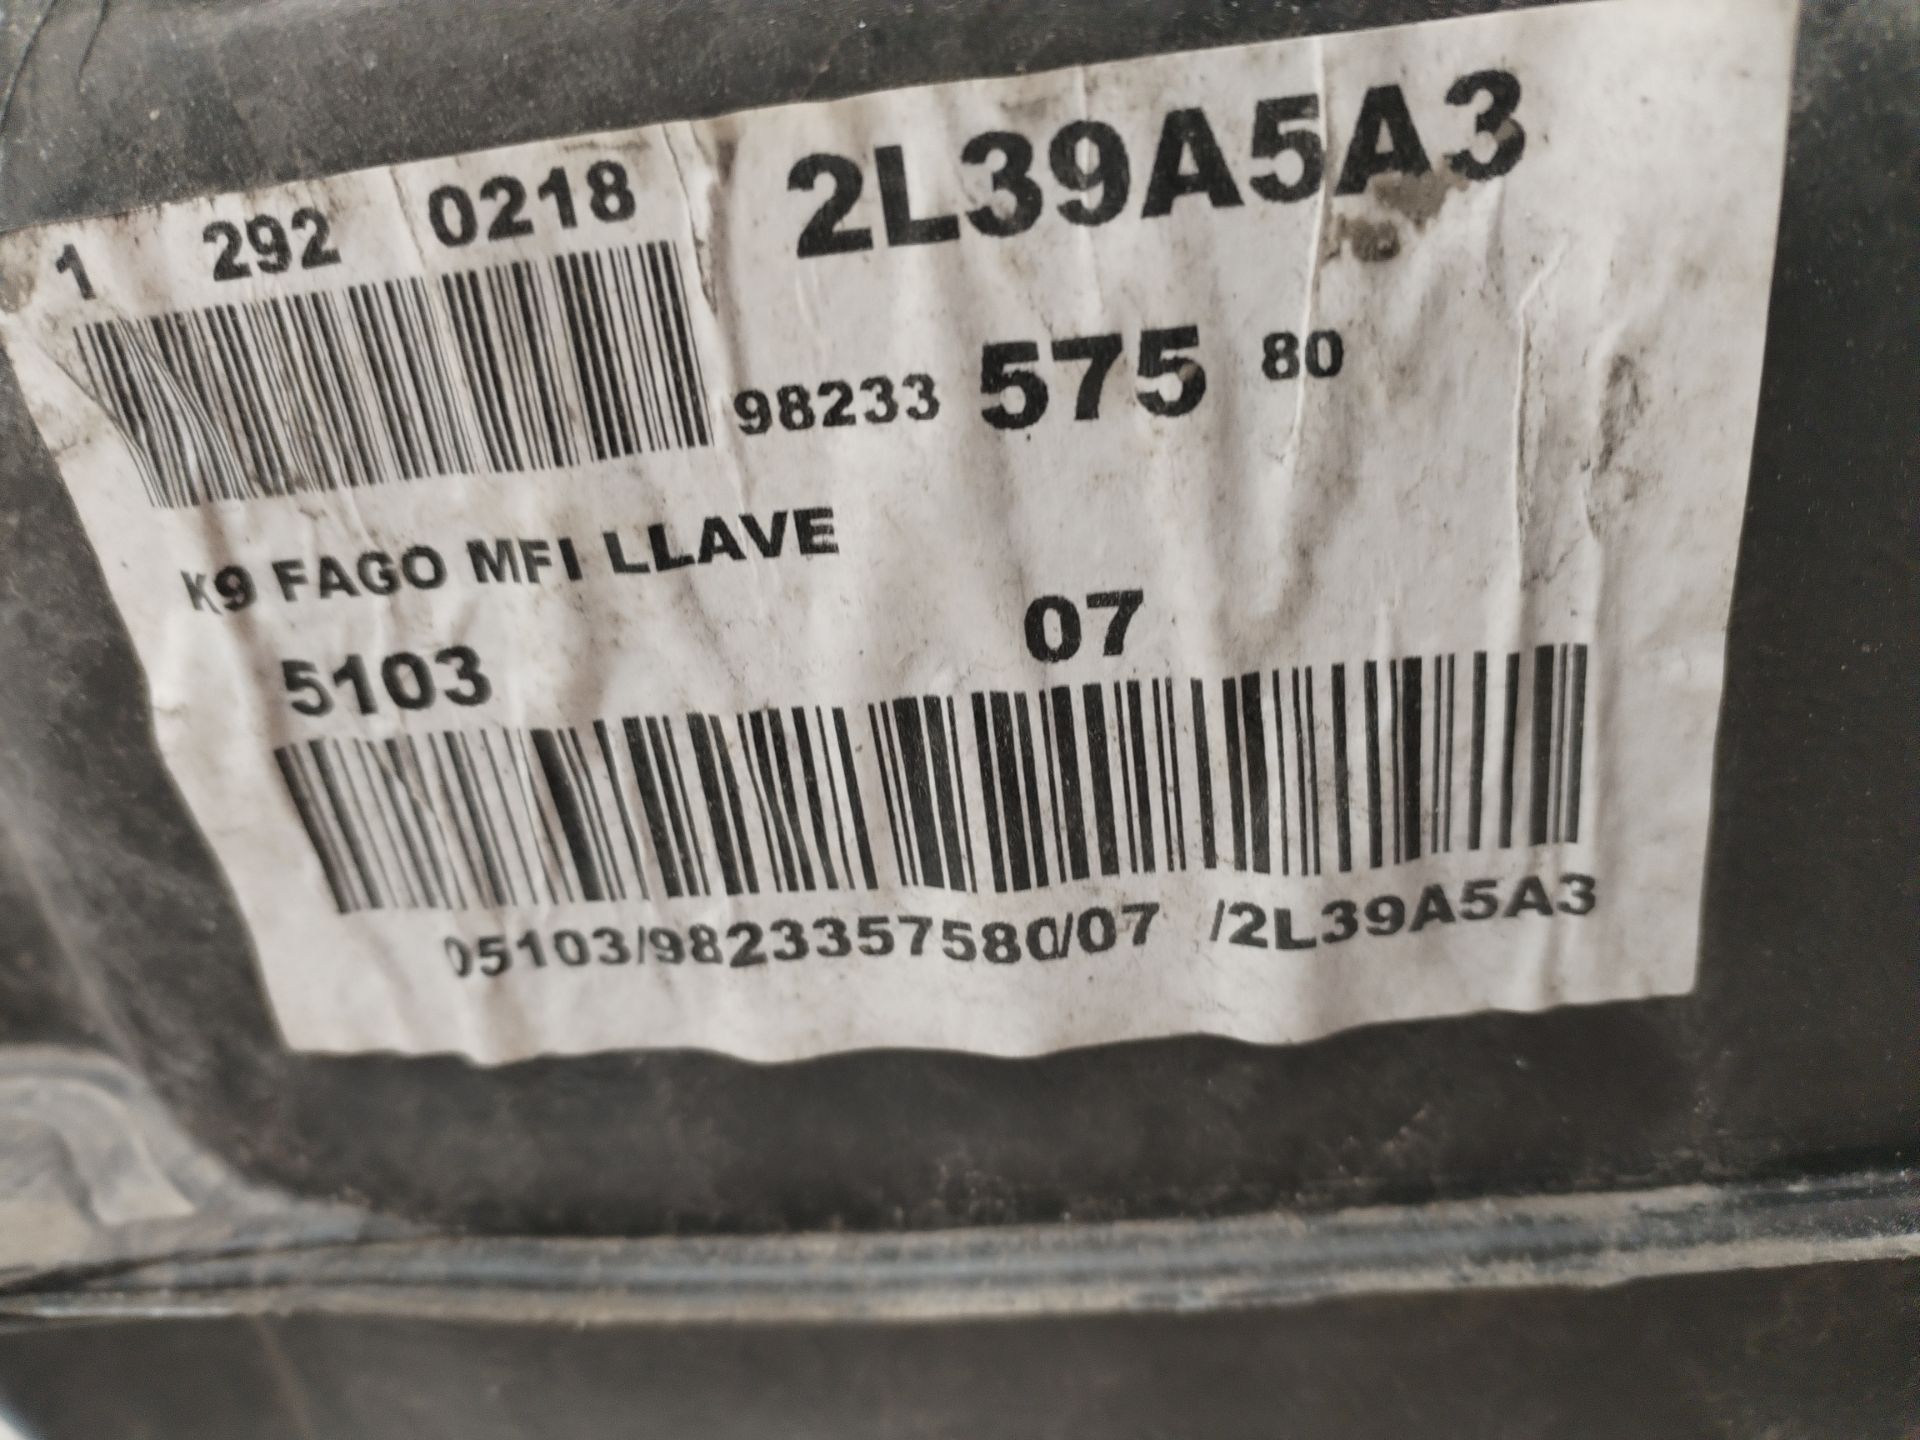 1 292 0218 2L39A5A3
98233 575 80
K9 FAGO MFI LLAVE
5103 07
05103/9823357580/07 /2L39A5A3